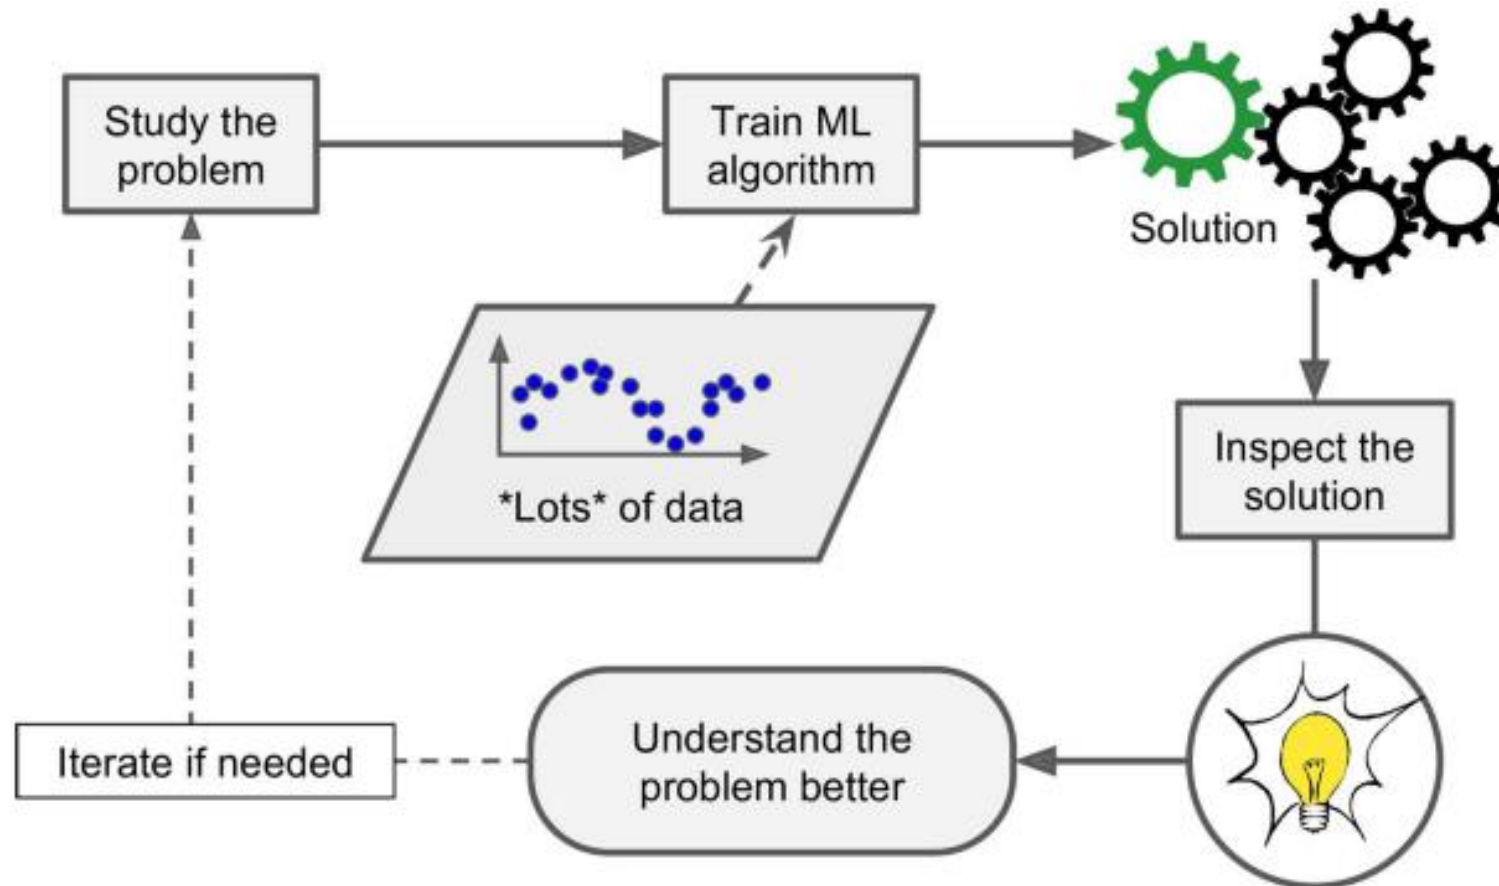 Study the
problem
Train ML
algorithm
Solution
*Lots* of data
Inspect the
solution
Understand the
problem better
Iterate if needed